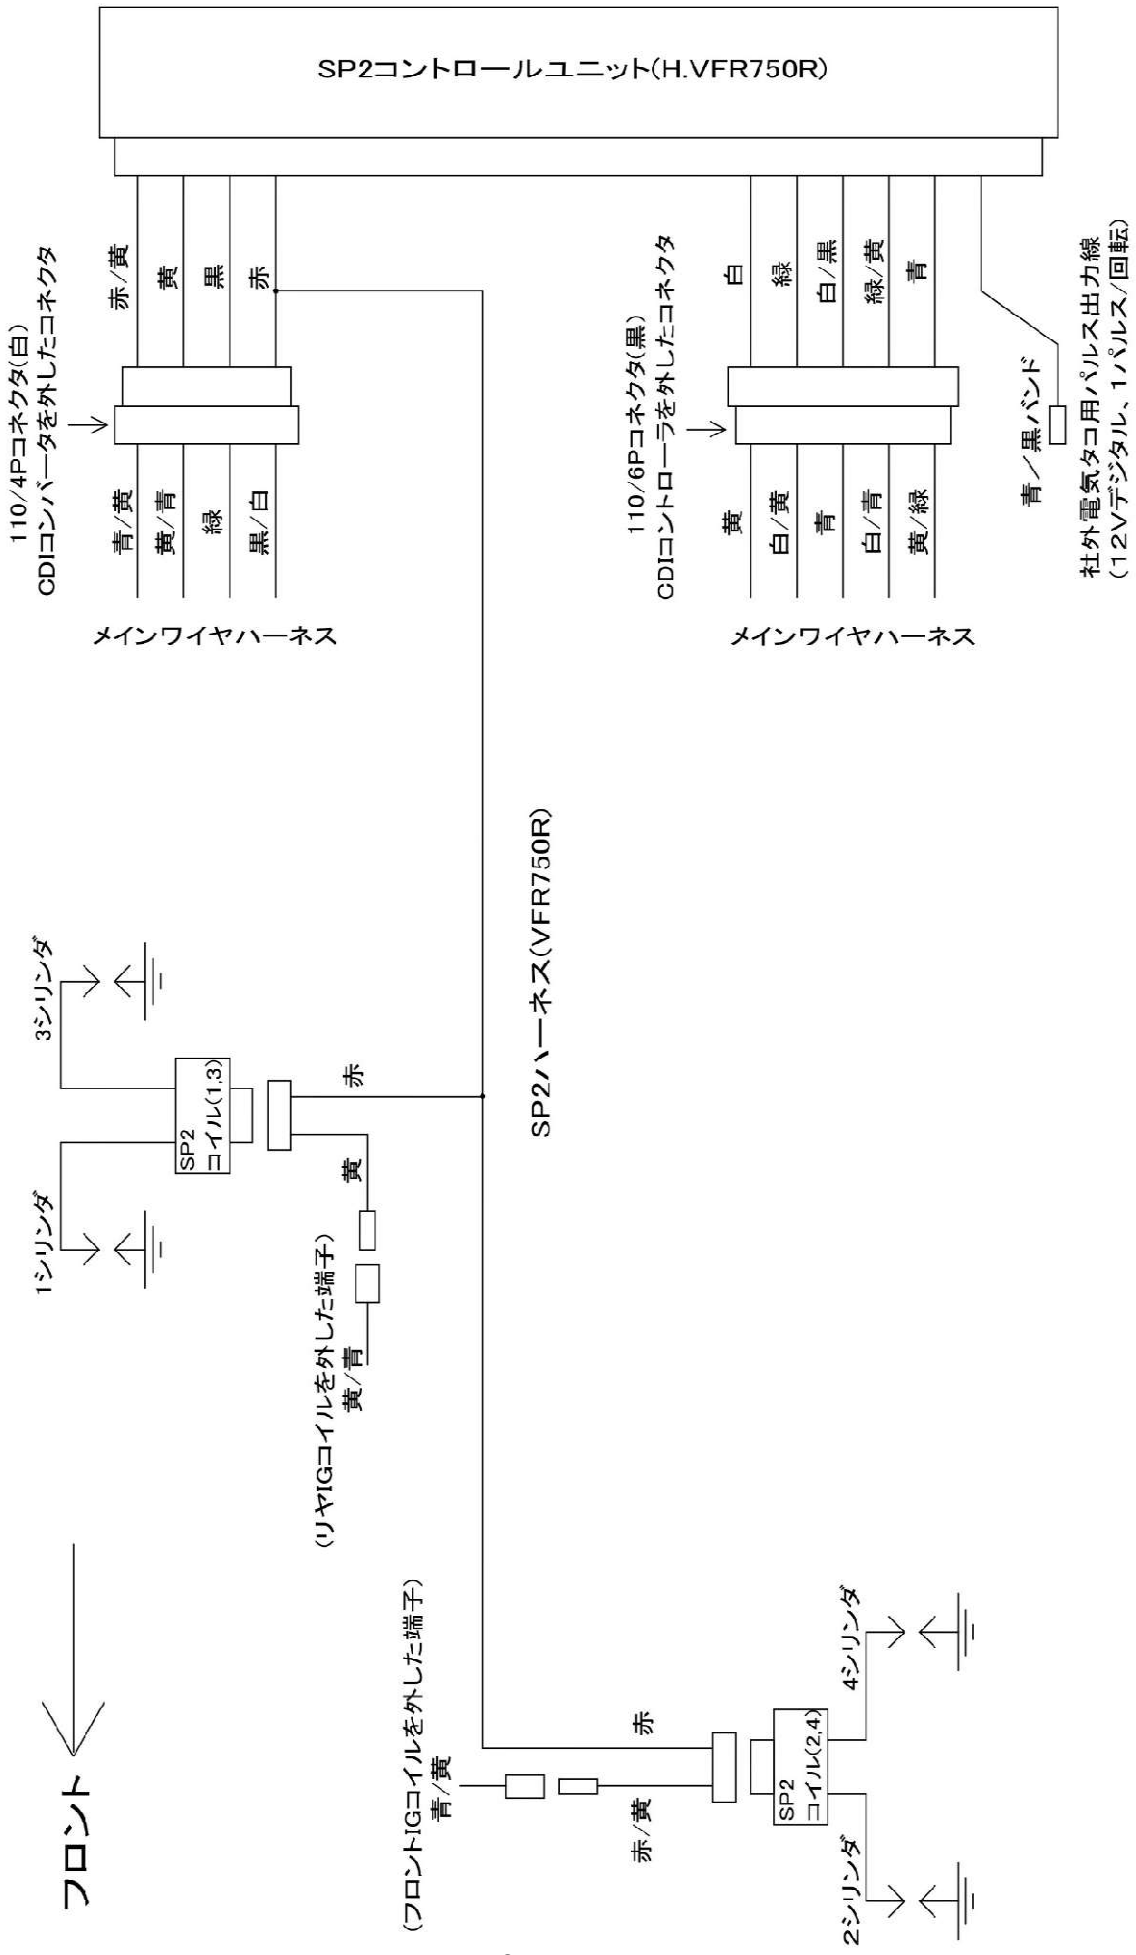 SP2コントロールユニット(H.VFR750R)
110/4Pコネクタ(白)
CDIコンバータを外したコネクタ
赤/黄
黄
黒
赤
青/黄
黄/青
緑
黒/白
メインワイヤハーネス
110/6Pコネクタ(黒)
CDIコントローラを外したコネクタ
白
緑
白/黒
緑/黄
青
黄
白/黄
青
白/青
黄/緑
メインワイヤハーネス
青/黒バンド
社外電気タコ用パルス出力線
(12Vデジタル、1パルス/回転)
SP2ハーネス(VFR750R)
3シリンダ
1シリンダ
SP2
コイル(1,3)
赤
黄
(リヤIGコイルを外した端子)
黄/青
フロント
(フロントIGコイルを外した端子)
青/黄
赤
赤/黄
SP2
コイル(2,4)
4シリンダ
2シリンダ